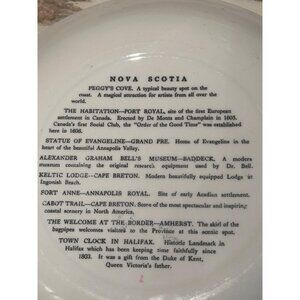 NOVA SCOTIA
PEGGY'S COVE. A typical beauty spot on the
coast. A magical attraction for artists from all over the
world.
THE HABITATION—PORT ROYAL, site of the first European
settlement in Canada. Erected by De Monts and Champlain in 1605.
Canada's first Social Club, the "Order of the Good Time" was established
here in 1606.
STATUE OF EVANGELINE—GRAND PRE. Home of Evangeline in the
heart of beautiful Annapolis Valley.
ALEXANDER GRAHAM BELL'S MUSEUM—BADDECK. A modern
museum containing the original research equipment used by Dr. Bell.
KELTIC LODGE—CAPE BRETON. Modern beautifully equipped Lodge at
Ingonish Beach.
FORT ANNE—ANNAPOLIS ROYAL. Site of early Acadian settlement.
CABOT TRAIL—CAPE BRETON. Scene of the most spectacular and inspiring
coastal scenery in North America.
THE WELCOME AT THE BORDER—AMHERST. The skirl of the
bagpipes welcomes visitors to the Province at this scenic spot.
TOWN CLOCK IN HALIFAX. Historic Landmark in
Halifax which has been keeping time faithfully since
1803. It was a gift from the Duke of Kent,
Queen Victoria's father.